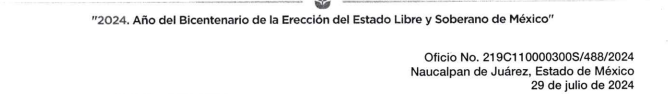 "2024. Año del Bicentenario de la Erección del Estado Libre y Soberano de México"
Oficio No. 219C110000300S/488/2024
Naucalpan de Juárez, Estado de México
29 de julio de 2024